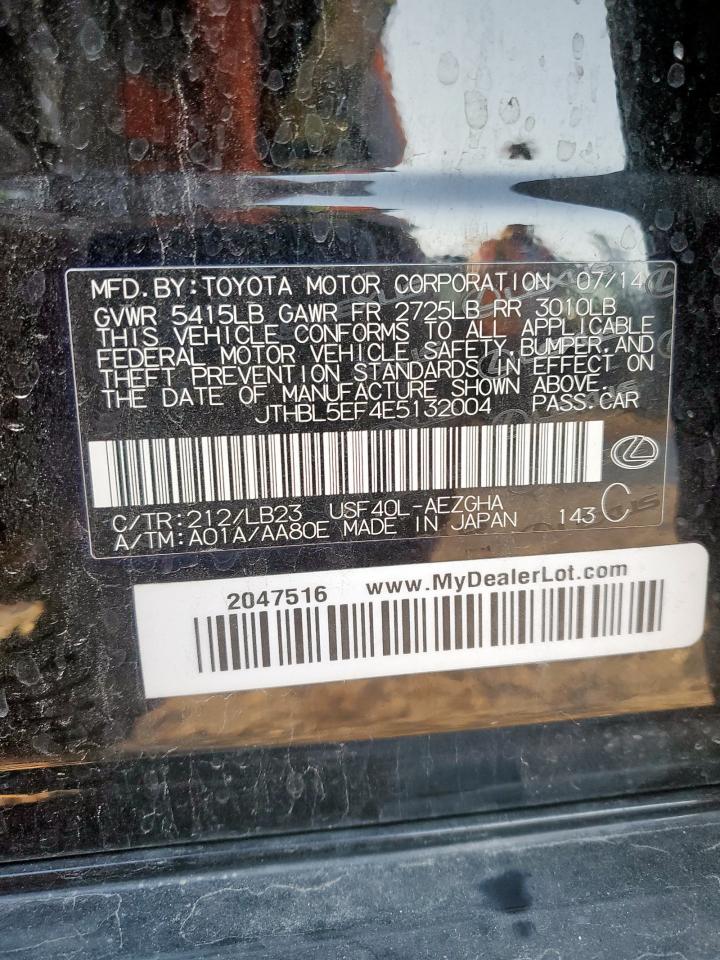 MFD.BY:TOYOTA MOTOR CORPORATION 07/14
GVWR 5415LB GAWR FR 2725LB RR 3010LB
THIS VEHICLE CONFORMS TO ALL APPLICABLE
FEDERAL MOTOR VEHICLE SAFETY,BUMPER,AND
THEFT PREVENTION STANDARDS IN EFFECT ON
THE DATE OF MANUFACTURE SHOWN ABOVE.
JTHBL5EF4E5132004 PASS.CAR
C/TR:212/LB23 USF40L-AEZGHA
A/TM:A01A/AA80E MADE IN JAPAN 143 C
2047516 www.MyDealerLot.com